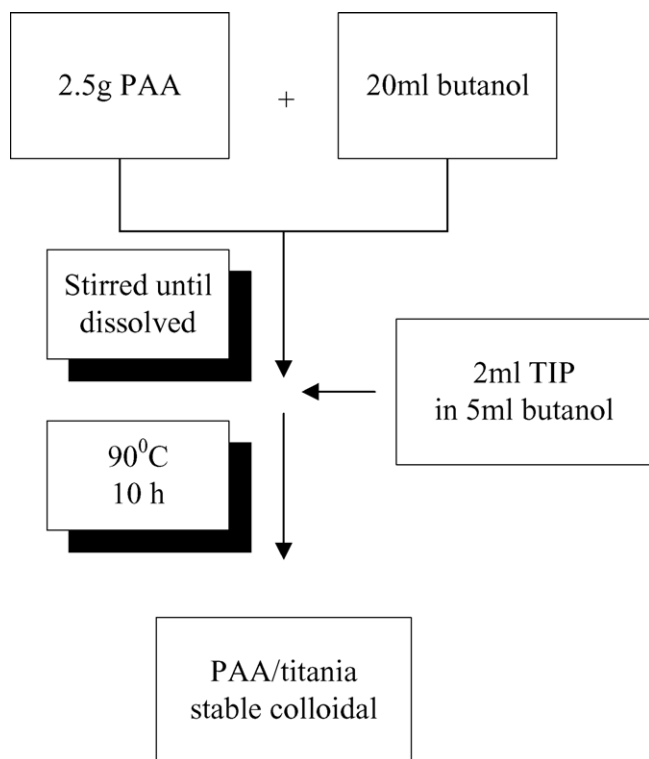 2.5g PAA
+
20ml butanol
Stirred until
dissolved
2ml TIP
in 5ml butanol
90⁰C
10 h
PAA/titania
stable colloidal